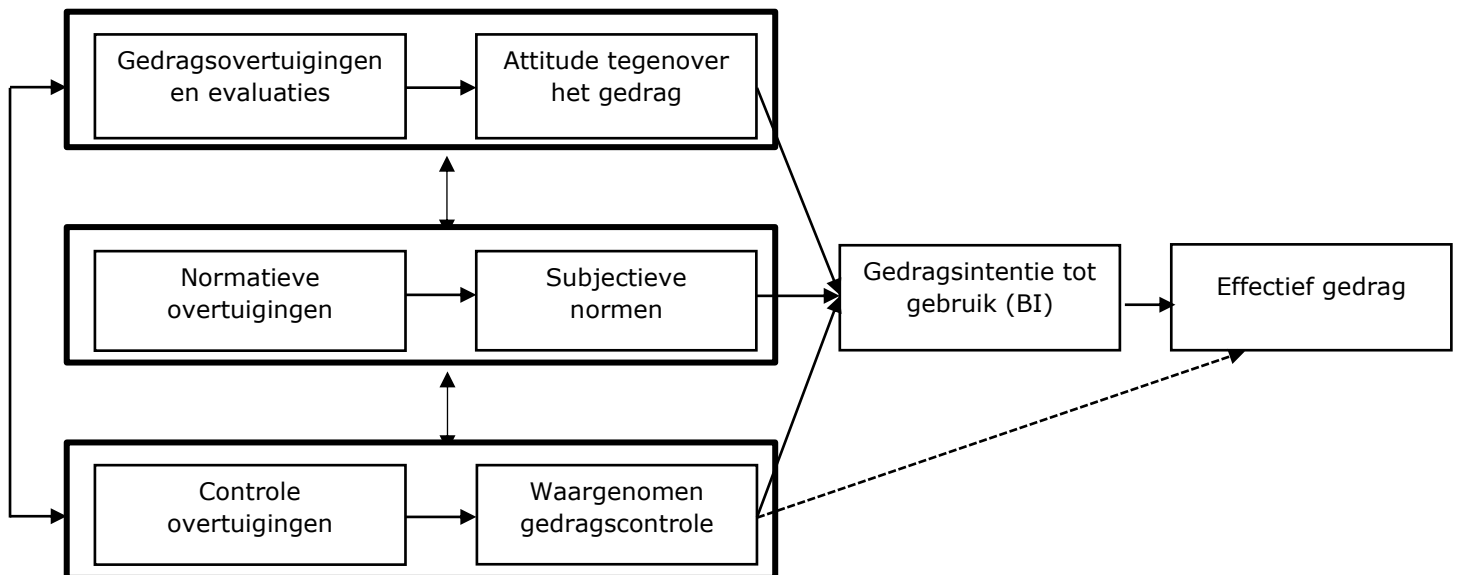 Gedragsovertuigingen
en evaluaties
Attitude tegenover
het gedrag
Normatieve
overtuigingen
Subjectieve
normen
Gedragsintentie tot
gebruik (BI)
Effectief gedrag
Controle
overtuigingen
Waargenomen
gedragscontrole